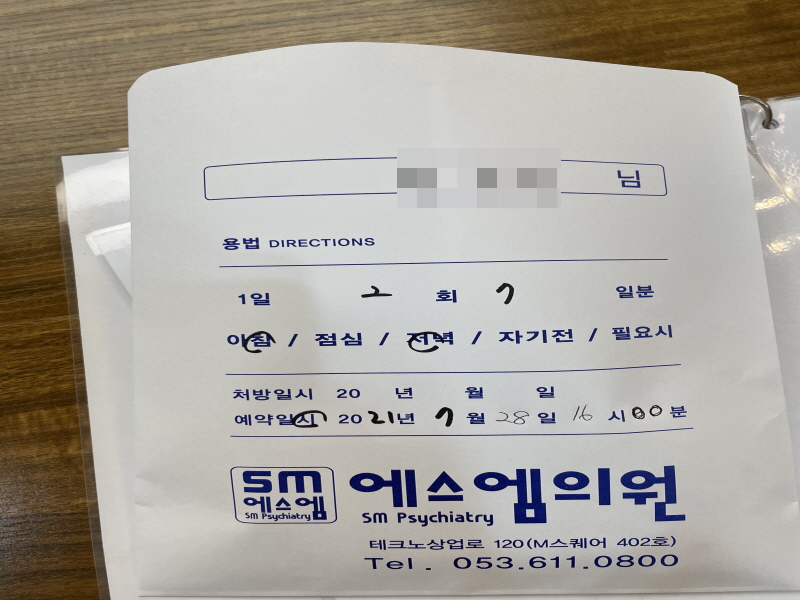 님
용법 DIRECTIONS
1일 2 회 7 일분
아침 / 점심 / 저녁 / 자기전 / 필요시
처방일시 20 년 월 일
예약일시 2021년 7월 28일 16시00분
SM 에스엠 SM Psychiatry
에스엠의원
SM Psychiatry
테크노상업로 120(M스퀘어 402호)
Tel. 053.611.0800